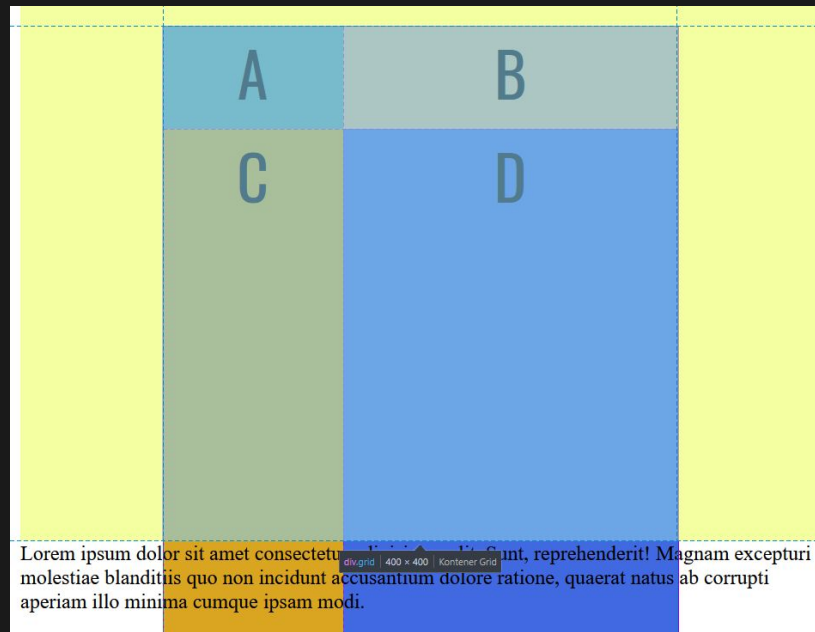 A
B
C
D
Lorem ipsum dolor sit amet consectetu unt, reprehenderit! Magnam excepturi
div.grid 400 × 400 Kontener Grid
molestiae blanditiis quo non incidunt accusantium dolore ratione, quaerat natus ab corrupti
aperiam illo minima cumque ipsam modi.